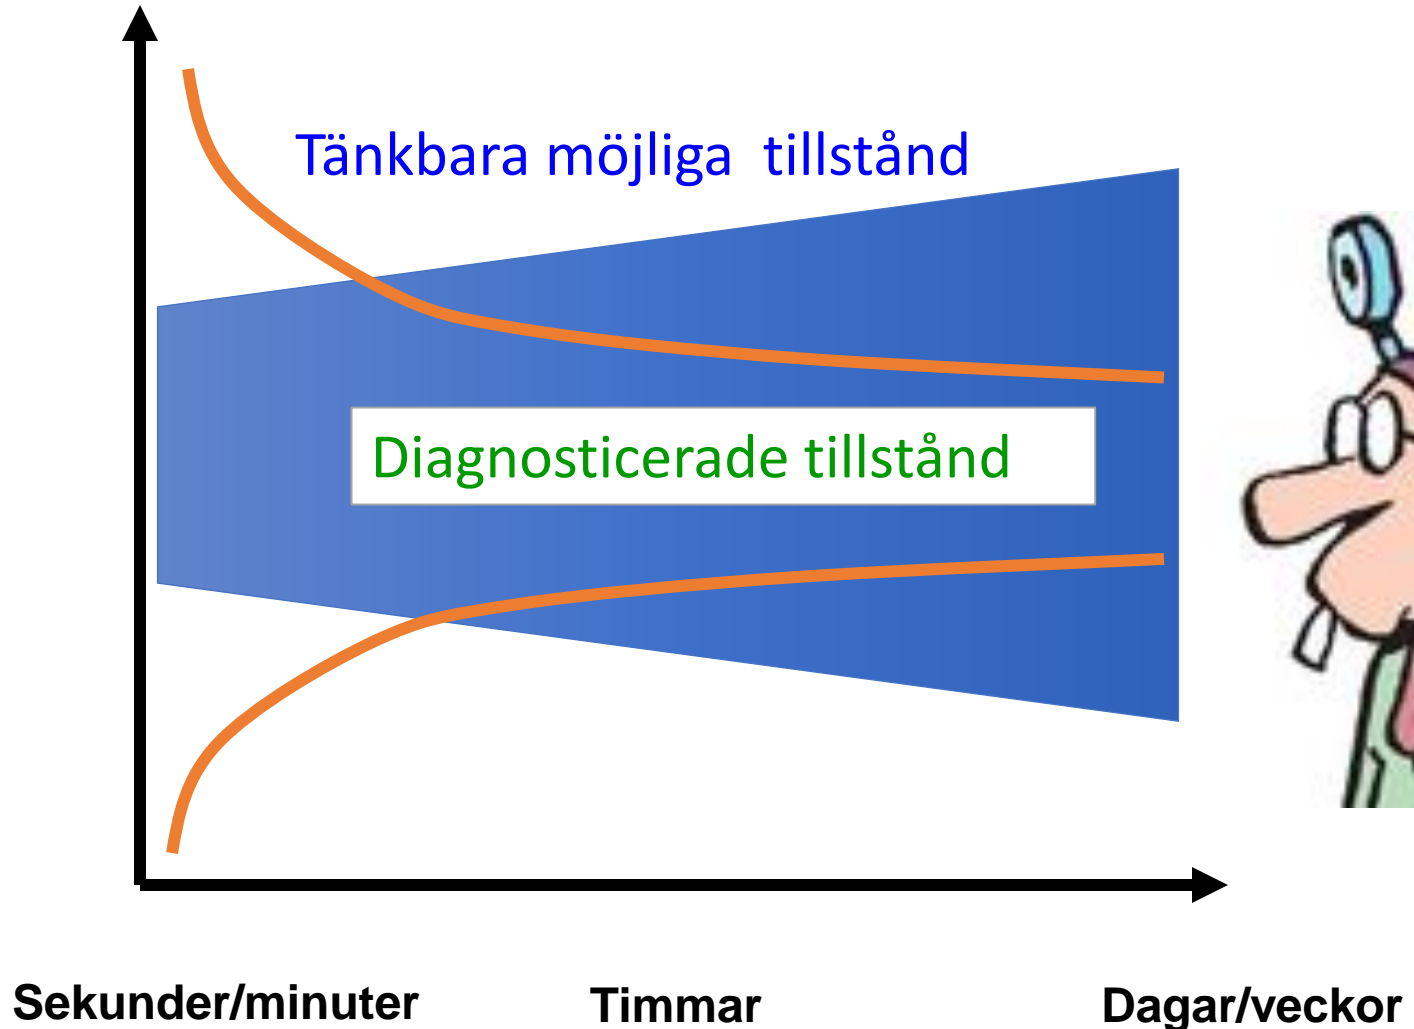 Tänkbara möjliga tillstånd
Diagnosticerade tillstånd
Sekunder/minuter
Timmar
Dagar/veckor